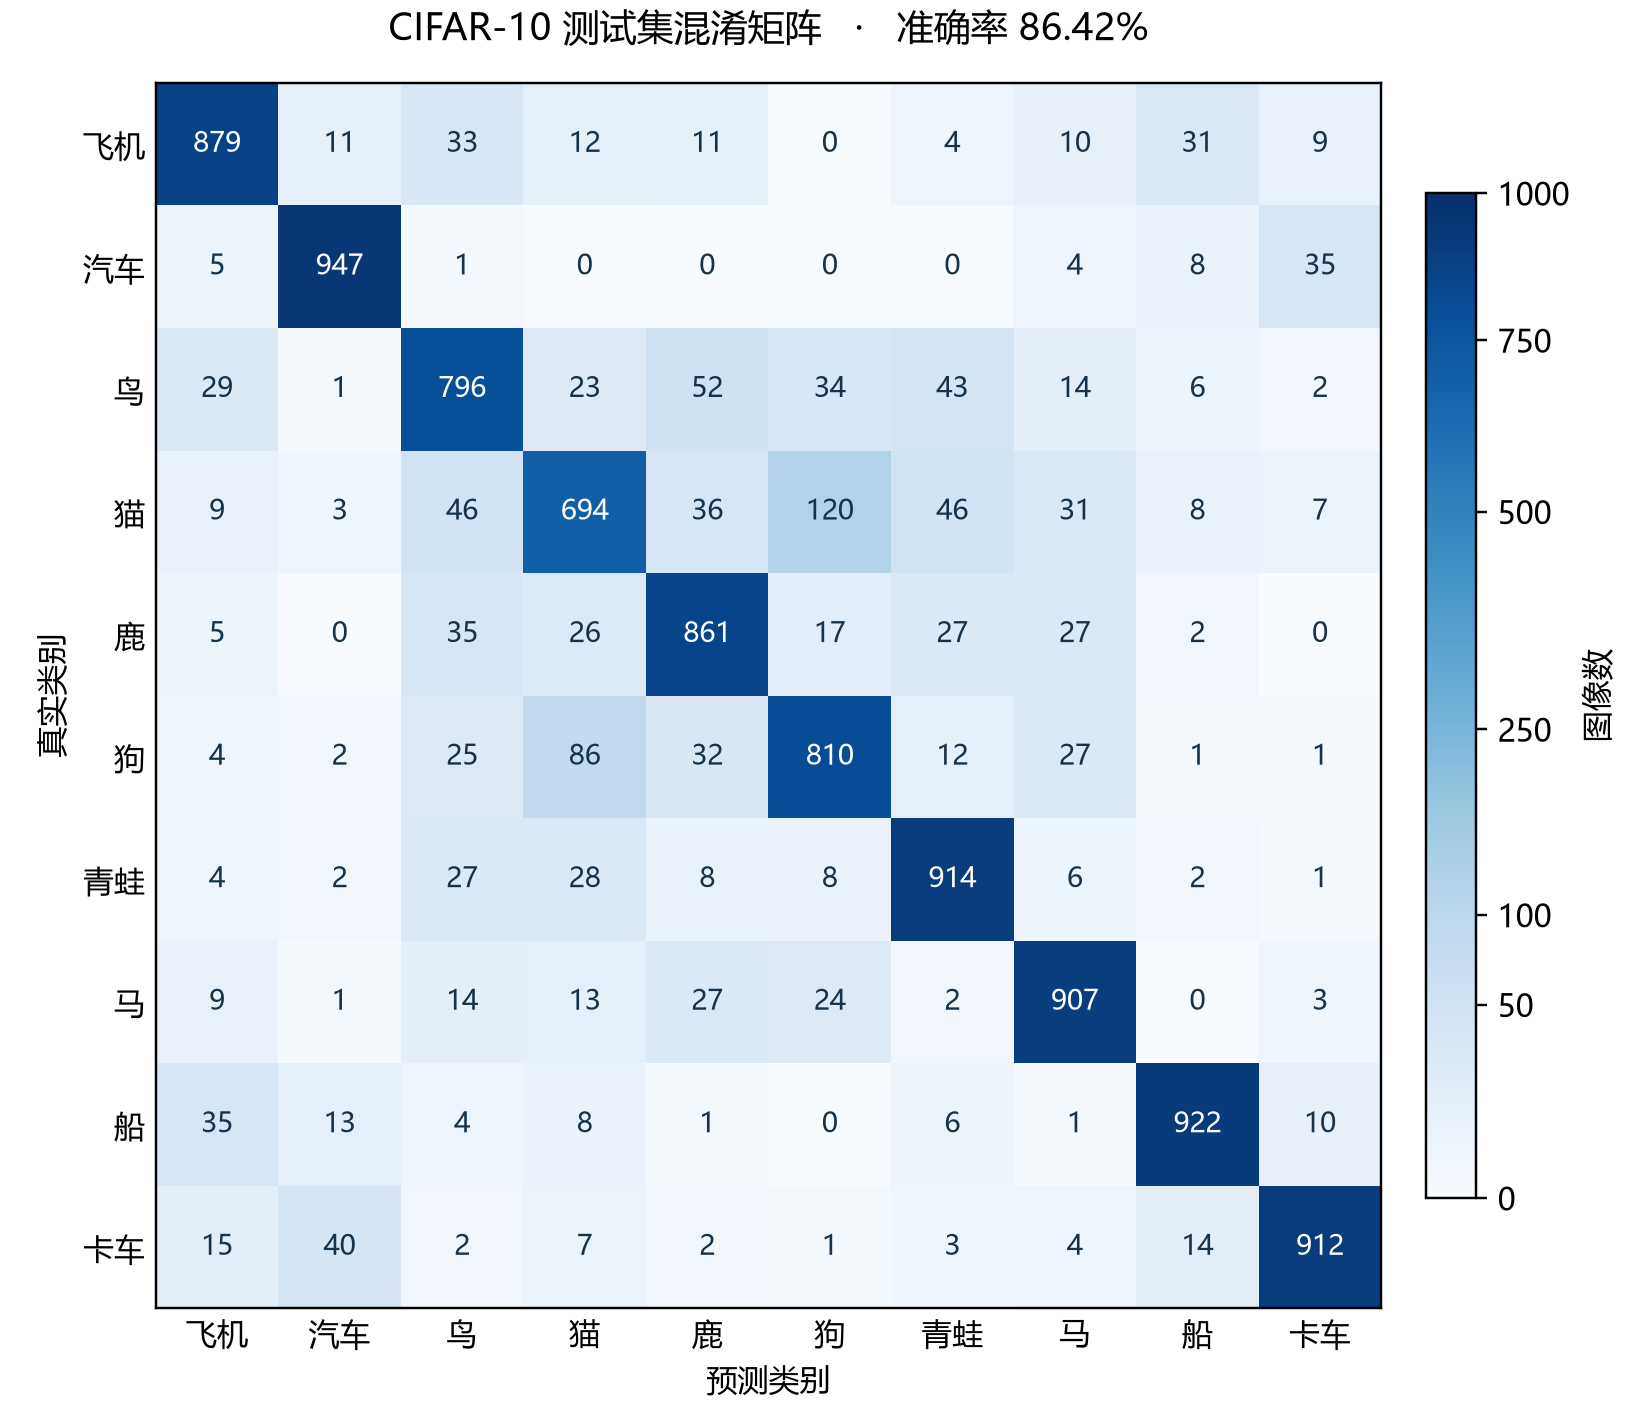 CIFAR-10 测试集混淆矩阵 · 准确率 86.42%
飞机 879 11 33 12 11 0 4 10 31 9
汽车 5 947 1 0 0 0 0 4 8 35
鸟 29 1 796 23 52 34 43 14 6 2
猫 9 3 46 694 36 120 46 31 8 7
鹿 5 0 35 26 861 17 27 27 2 0
狗 4 2 25 86 32 810 12 27 1 1
青蛙 4 2 27 28 8 8 914 6 2 1
马 9 1 14 13 27 24 2 907 0 3
船 35 13 4 8 1 0 6 1 922 10
卡车 15 40 2 7 2 1 3 4 14 912
飞机 汽车 鸟 猫 鹿 狗 青蛙 马 船 卡车
预测类别
真实类别
1000
750
500
250
100
50
0
图像数